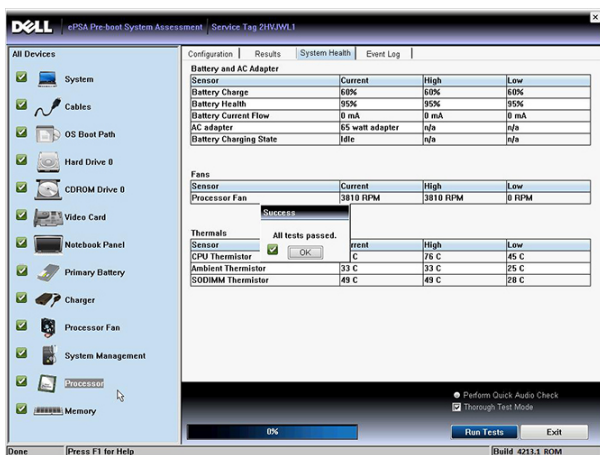 DELL ePSA Pre-boot System Assessment Service Tag 2HVJWL1
All Devices
System
Cables
OS Boot Path
Hard Drive 0
CDROM Drive 0
Video Card
Notebook Panel
Primary Battery
Charger
Processor Fan
System Management
Processor
Memory
Configuration Results System Health Event Log
Battery and AC Adapter
Sensor Current High Low
Battery Charge 60% 60% 60%
Battery Health 95% 95% 95%
Battery Current Flow 0 mA 0 mA 0 mA
AC adapter 65 watt adapter n/a n/a
Battery Charging State Idle n/a n/a
Fans
Sensor Current High Low
Processor Fan 3810 RPM 3810 RPM 0 RPM
Success
All tests passed.
OK
Thermals
Sensor rrent High Low
CPU Thermistor C 76 C 45 C
Ambient Thermistor 33 C 33 C 25 C
SODIMM Thermistor 49 C 49 C 28 C
Perform Quick Audio Check
Thorough Test Mode
0% Run Tests Exit
Done Press F1 for Help Build 4213.1 ROM